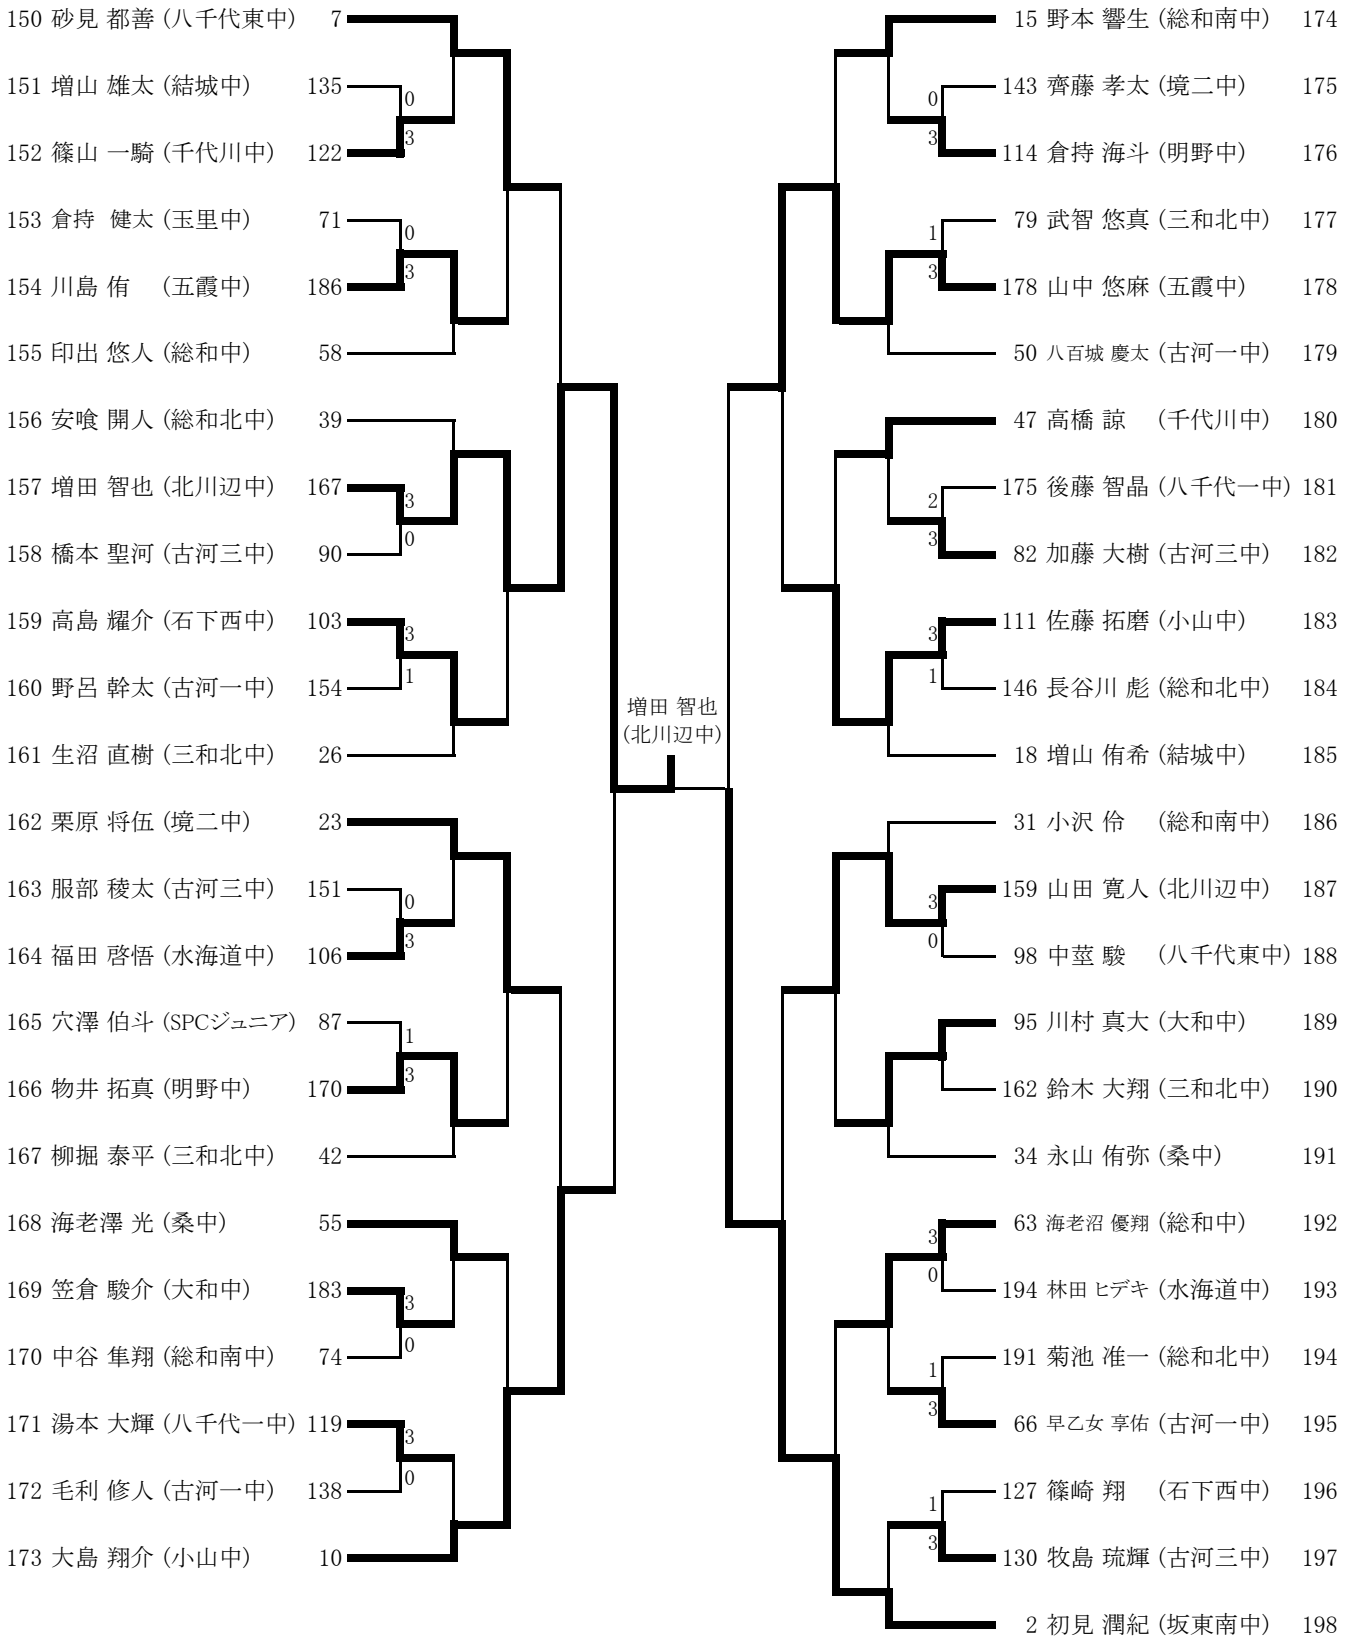 150 砂見 都善 (八千代東中) 7
151 増山 雄太 (結城中) 135
0
152 篠山 一騎 (千代川中) 122
3
153 倉持 健太 (玉里中) 71
0
154 川島 侑 (五霞中) 186
3
155 印出 悠人 (総和中) 58
156 安喰 開人 (総和北中) 39
157 増田 智也 (北川辺中) 167
3
158 橋本 聖河 (古河三中) 90
0
159 高島 耀介 (石下西中) 103
3
160 野呂 幹太 (古河一中) 154
1
161 生沼 直樹 (三和北中) 26
162 栗原 将伍 (境二中) 23
163 服部 稜太 (古河三中) 151
0
164 福田 啓悟 (水海道中) 106
3
165 穴澤 伯斗 (SPCジュニア) 87
1
166 物井 拓真 (明野中) 170
3
167 柳掘 泰平 (三和北中) 42
168 海老澤 光 (桑中) 55
169 笠倉 駿介 (大和中) 183
3
170 中谷 隼翔 (総和南中) 74
0
171 湯本 大輝 (八千代一中) 119
3
172 毛利 修人 (古河一中) 138
0
173 大島 翔介 (小山中) 10
増田 智也
(北川辺中)
15 野本 響生 (総和南中) 174
143 齊藤 孝太 (境二中) 175
0
114 倉持 海斗 (明野中) 176
3
79 武智 悠真 (三和北中) 177
1
178 山中 悠麻 (五霞中) 178
3
50 八百城 慶太 (古河一中) 179
47 高橋 諒 (千代川中) 180
175 後藤 智晶 (八千代一中) 181
2
82 加藤 大樹 (古河三中) 182
3
111 佐藤 拓磨 (小山中) 183
3
146 長谷川 彪 (総和北中) 184
1
18 増山 侑希 (結城中) 185
31 小沢 伶 (総和南中) 186
159 山田 寛人 (北川辺中) 187
3
98 中莖 駿 (八千代東中) 188
0
95 川村 真大 (大和中) 189
162 鈴木 大翔 (三和北中) 190
34 永山 侑弥 (桑中) 191
63 海老沼 優翔 (総和中) 192
3
194 林田 ヒデキ (水海道中) 193
0
191 菊池 准一 (総和北中) 194
1
66 早乙女 享佑 (古河一中) 195
3
127 篠崎 翔 (石下西中) 196
1
130 牧島 琉輝 (古河三中) 197
3
2 初見 潤紀 (坂東南中) 198